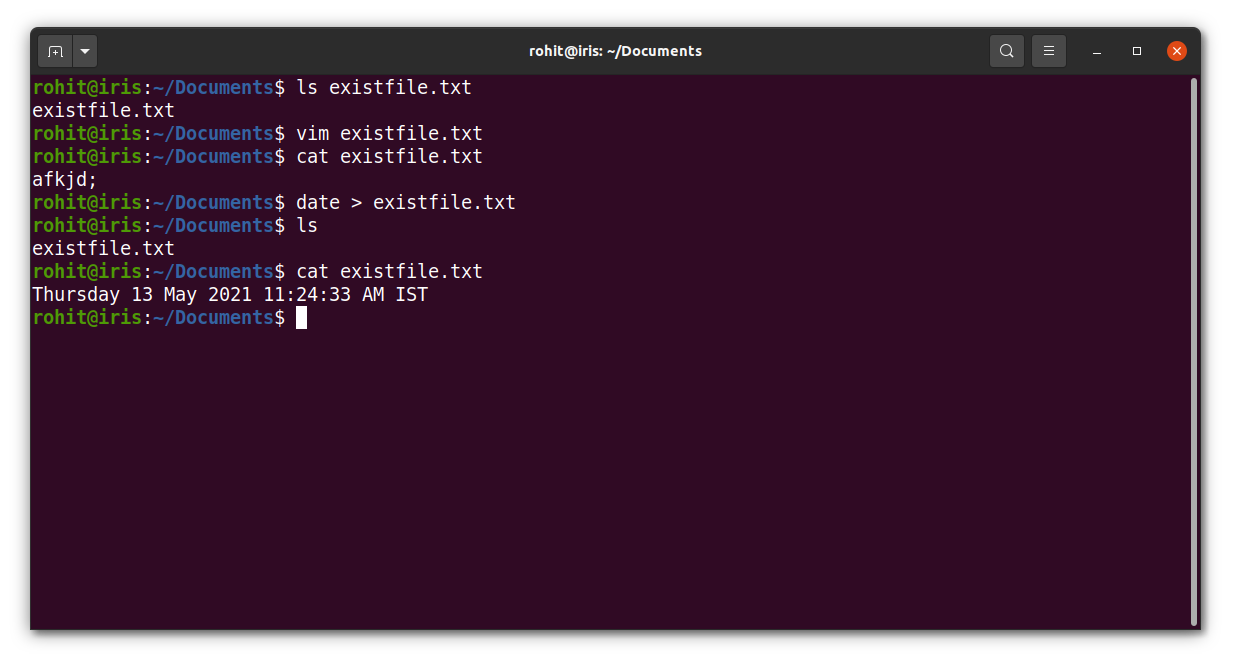 rohit@iris: ~/Documents
rohit@iris:~/Documents$ ls existfile.txt
existfile.txt
rohit@iris:~/Documents$ vim existfile.txt
rohit@iris:~/Documents$ cat existfile.txt
afkjd;
rohit@iris:~/Documents$ date > existfile.txt
rohit@iris:~/Documents$ ls
existfile.txt
rohit@iris:~/Documents$ cat existfile.txt
Thursday 13 May 2021 11:24:33 AM IST
rohit@iris:~/Documents$